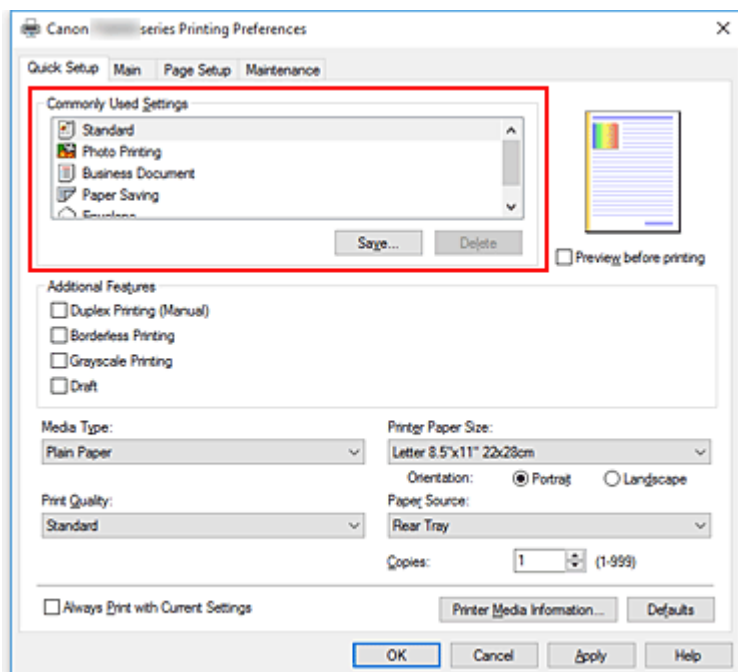 Canon series Printing Preferences
Quick Setup Main Page Setup Maintenance
Commonly Used Settings
Standard
Photo Printing
Business Document
Paper Saving
Envelope
Save... Delete
Preview before printing
Additional Features
Duplex Printing (Manual)
Borderless Printing
Grayscale Printing
Draft
Media Type: Printer Paper Size:
Plain Paper Letter 8.5"x11" 22x28cm
Orientation: Portrait Landscape
Print Quality: Paper Source:
Standard Rear Tray
Copies: 1 (1-999)
Always Print with Current Settings Printer Media Information... Defaults
OK Cancel Apply Help